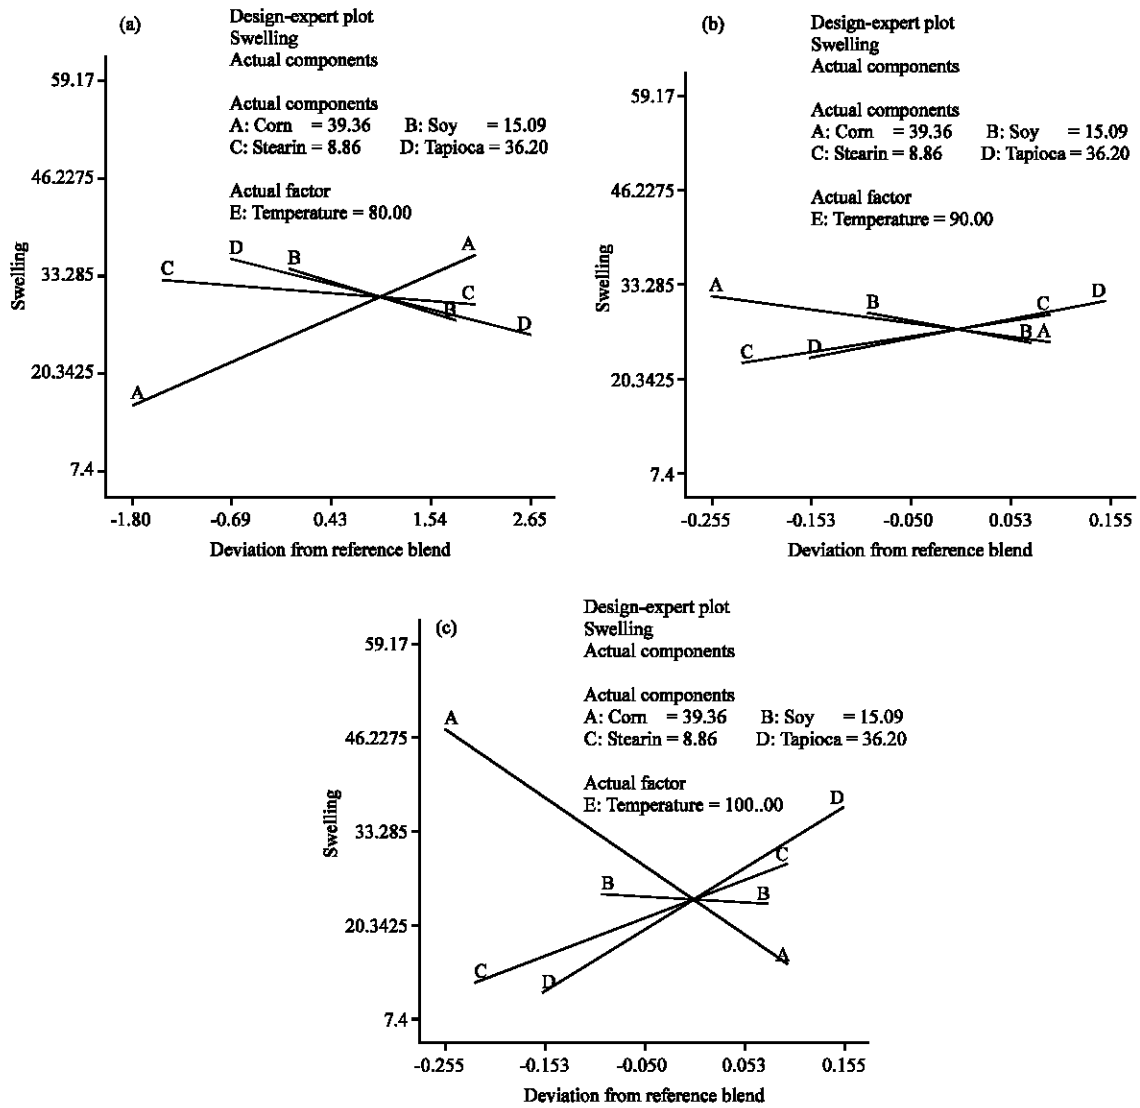 (a)
Design-expert plot
Swelling
Actual components
Actual components
A: Corn = 39.36 B: Soy = 15.09
C: Stearin = 8.86 D: Tapioca = 36.20
Actual factor
E: Temperature = 80.00
59.17
46.2275
33.285
20.3425
7.4
Swelling
A
D
B
C
C
B
D
A
-1.80 -0.69 0.43 1.54 2.65
Deviation from reference blend
(b)
Design-expert plot
Swelling
Actual components
Actual components
A: Corn = 39.36 B: Soy = 15.09
C: Stearin = 8.86 D: Tapioca = 36.20
Actual factor
E: Temperature = 90.00
59.17
46.2275
33.285
20.3425
7.4
Swelling
A
D
B
C
B A
D
C
-0.255 -0.153 -0.050 0.053 0.155
Deviation from reference blend
(c)
Design-expert plot
Swelling
Actual components
Actual components
A: Corn = 39.36 B: Soy = 15.09
C: Stearin = 8.86 D: Tapioca = 36.20
Actual factor
E: Temperature = 100..00
59.17
46.2275
33.285
20.3425
7.4
Swelling
A
D
C
B
B
A
C
D
-0.255 -0.153 -0.050 0.053 0.155
Deviation from reference blend